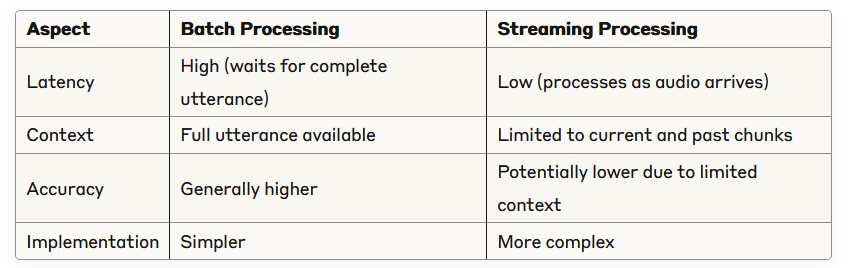 Aspect Batch Processing Streaming Processing
Latency High (waits for complete utterance) Low (processes as audio arrives)
Context Full utterance available Limited to current and past chunks
Accuracy Generally higher Potentially lower due to limited context
Implementation Simpler More complex